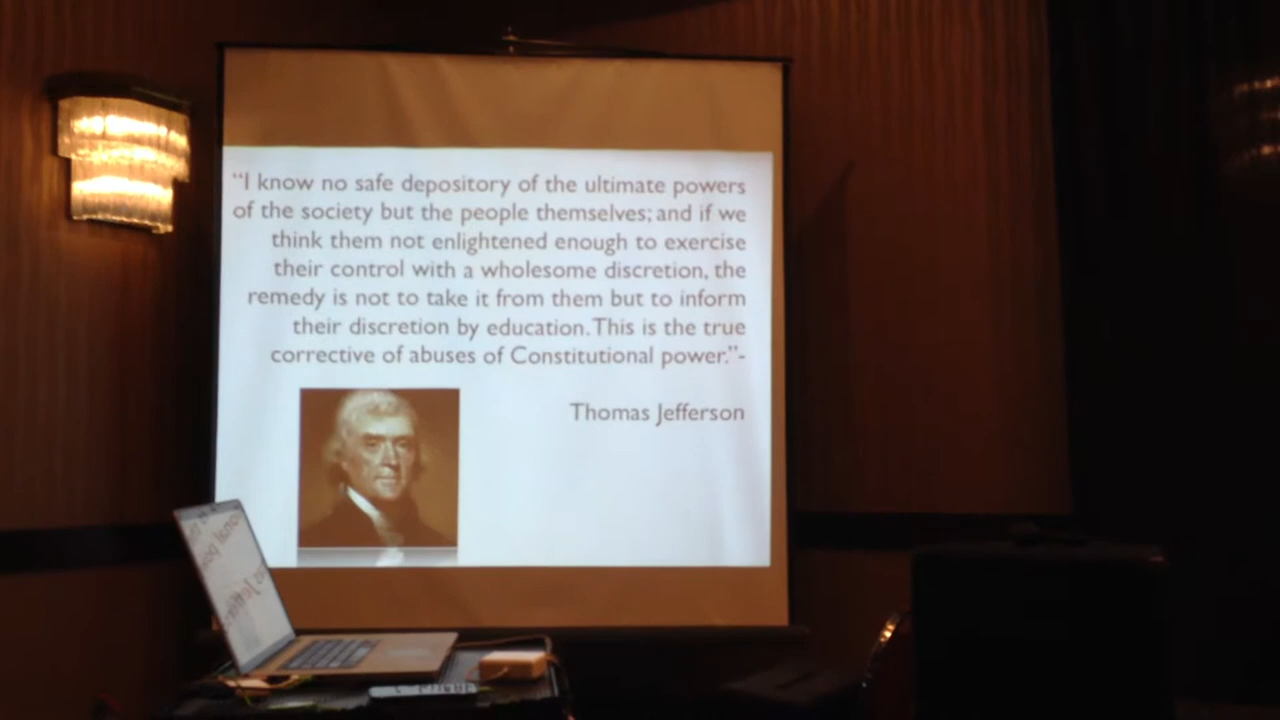 “I know no safe depository of the ultimate powers
of the society but the people themselves; and if we
think them not enlightened enough to exercise
their control with a wholesome discretion, the
remedy is not to take it from them but to inform
their discretion by education. This is the true
corrective of abuses of Constitutional power.”-
Thomas Jefferson